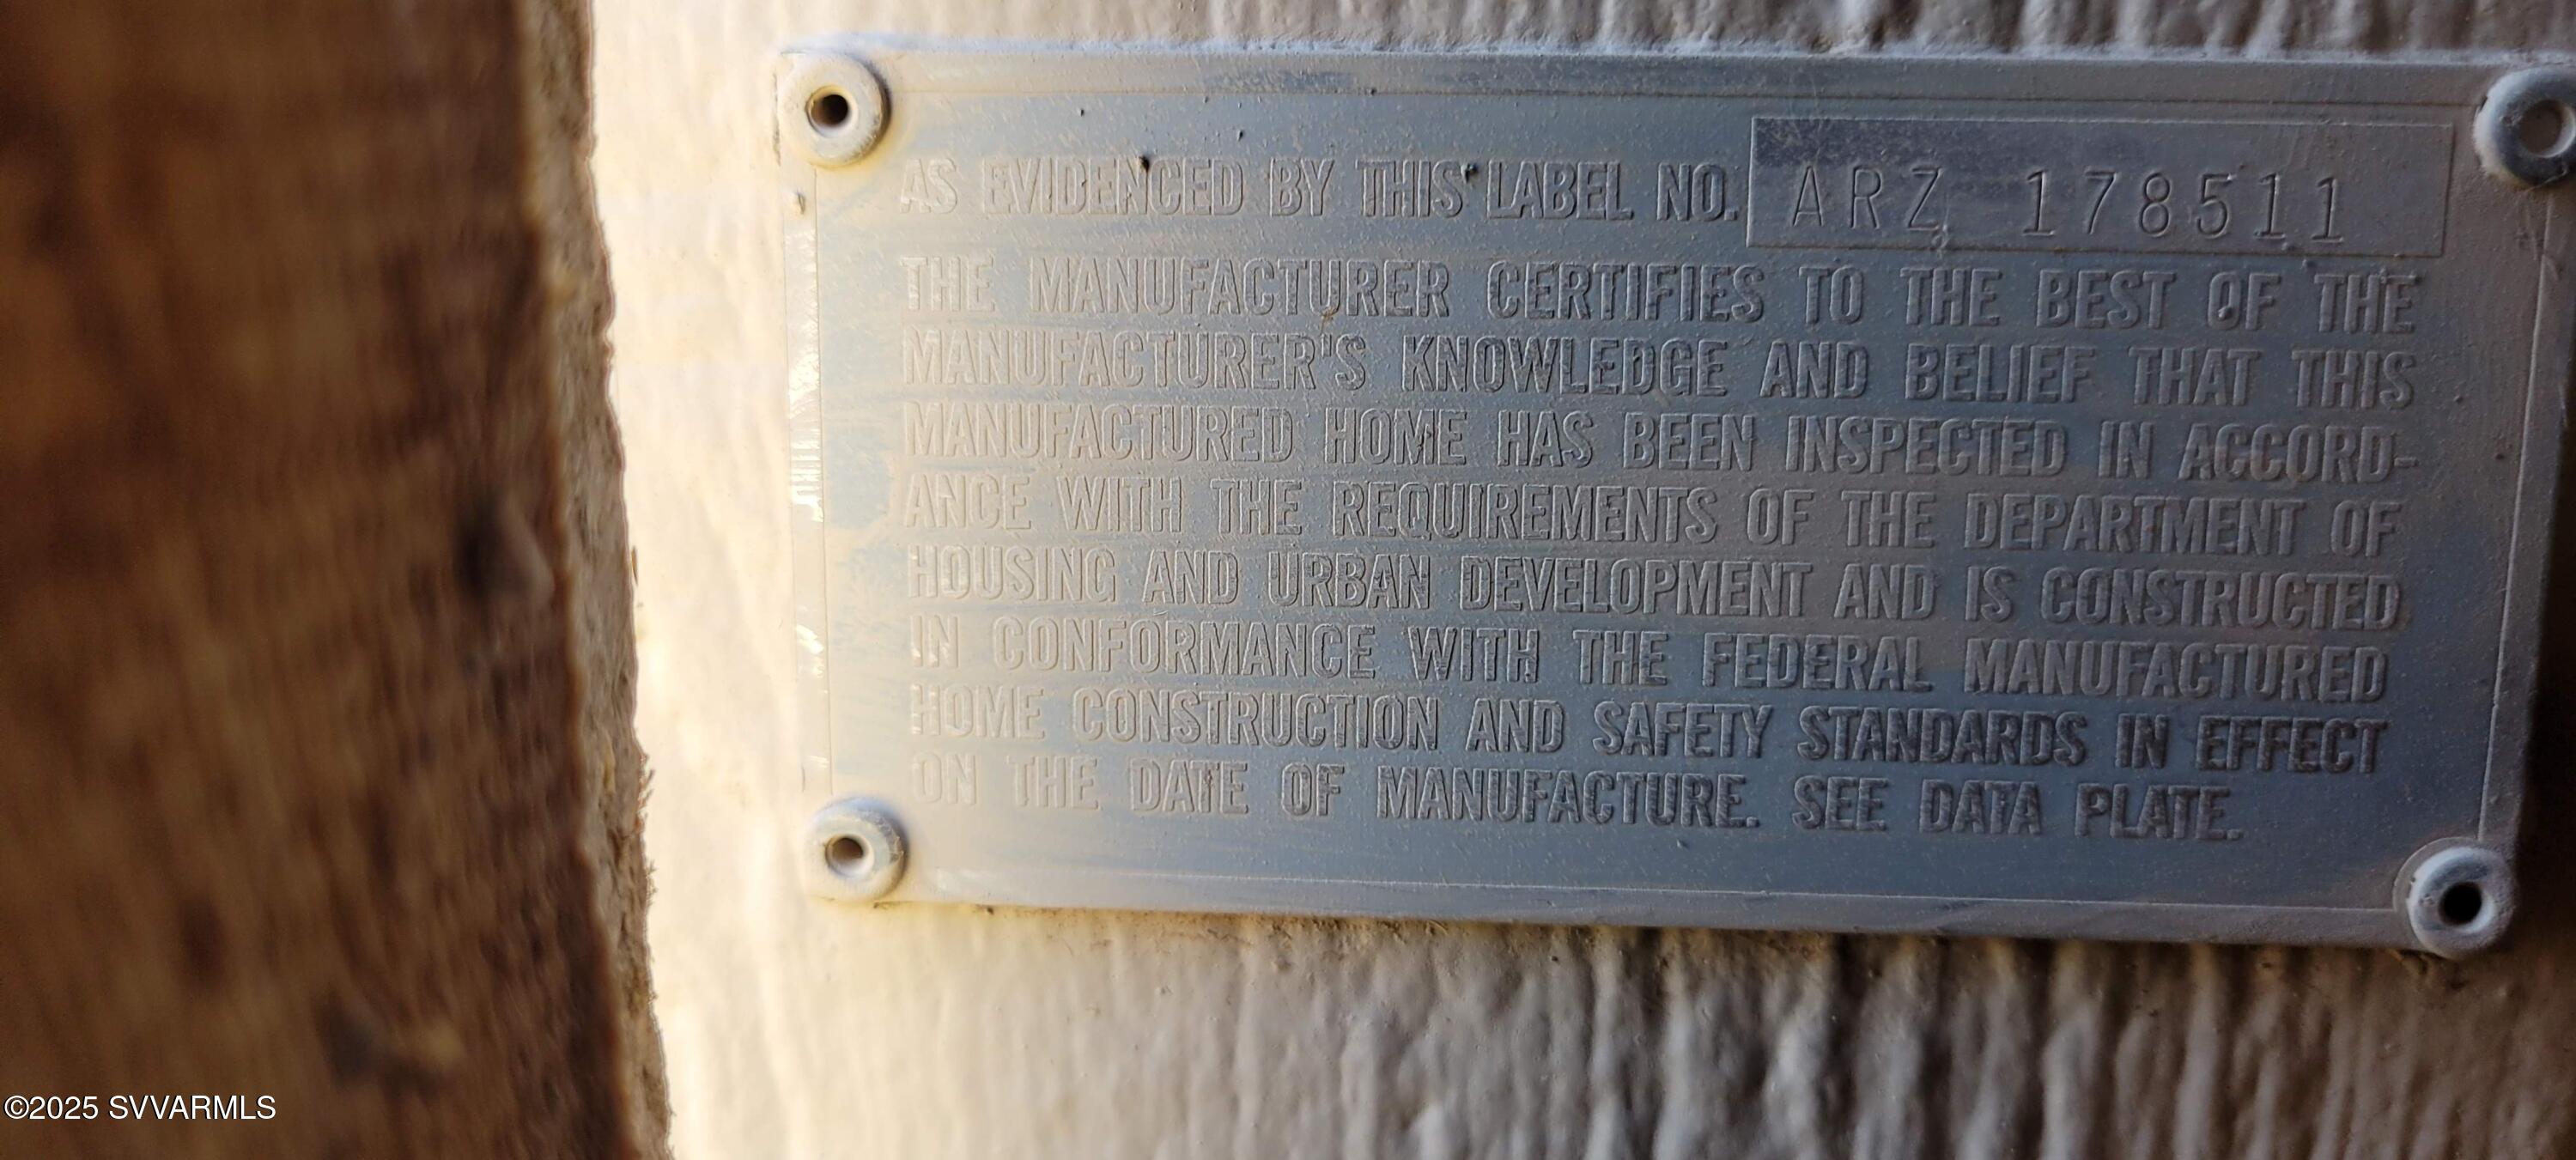 AS EVIDENCED BY THIS LABEL NO. ARZ 178511
THE MANUFACTURER CERTIFIES TO THE BEST OF THE
MANUFACTURER'S KNOWLEDGE AND BELIEF THAT THIS
MANUFACTURED HOME HAS BEEN INSPECTED IN ACCORD-
ANCE WITH THE REQUIREMENTS OF THE DEPARTMENT OF
HOUSING AND URBAN DEVELOPMENT AND IS CONSTRUCTED
IN CONFORMANCE WITH THE FEDERAL MANUFACTURED
HOME CONSTRUCTION AND SAFETY STANDARDS IN EFFECT
ON THE DATE OF MANUFACTURE. SEE DATA PLATE.
©2025 SVVARMLS